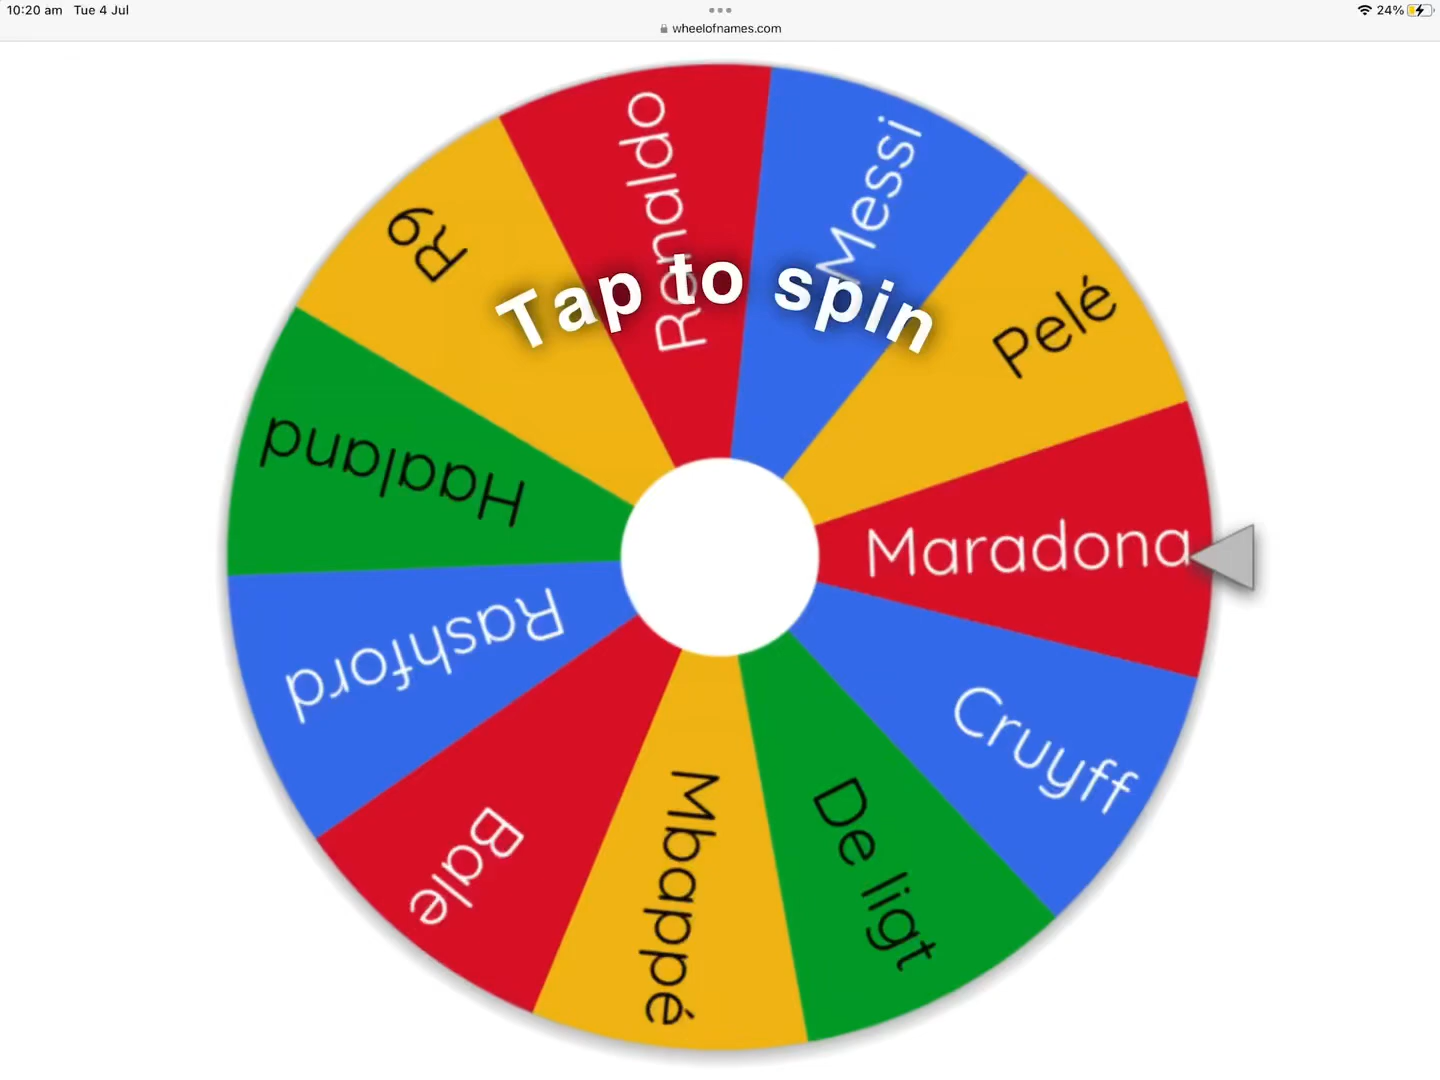 10:20 am Tue 4 Jul
24%
wheelofnames.com
Tap to spin
Ronaldo
Messi
Pelé
Maradona
Cruyff
De ligt
Mbappé
Bale
Rashford
Haaland
R9